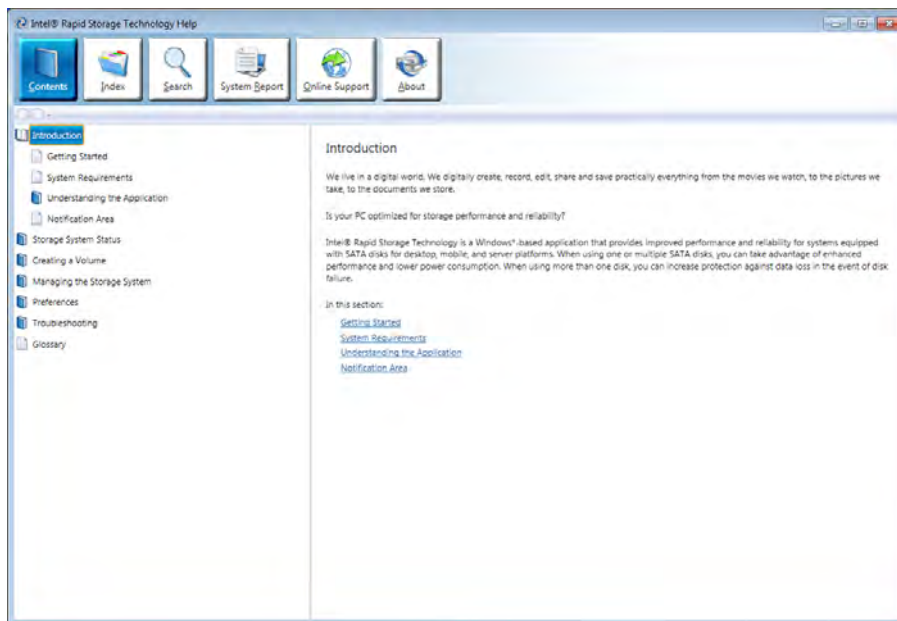 Intel® Rapid Storage Technology Help
Contents
Index
Search
System Report
Online Support
About
Introduction
Getting Started
System Requirements
Understanding the Application
Notification Area
Storage System Status
Creating a Volume
Managing the Storage System
Preferences
Troubleshooting
Glossary
Introduction
We live in a digital world. We digitally create, record, edit, share and save practically everything from the movies we watch, to the pictures we
take, to the documents we store.
Is your PC optimized for storage performance and reliability?
Intel® Rapid Storage Technology is a Windows*-based application that provides improved performance and reliability for systems equipped
with SATA disks for desktop, mobile, and server platforms. When using one or multiple SATA disks, you can take advantage of enhanced
performance and lower power consumption. When using more than one disk, you can increase protection against data loss in the event of disk
failure.
In this section:
Getting Started
System Requirements
Understanding the Application
Notification Area